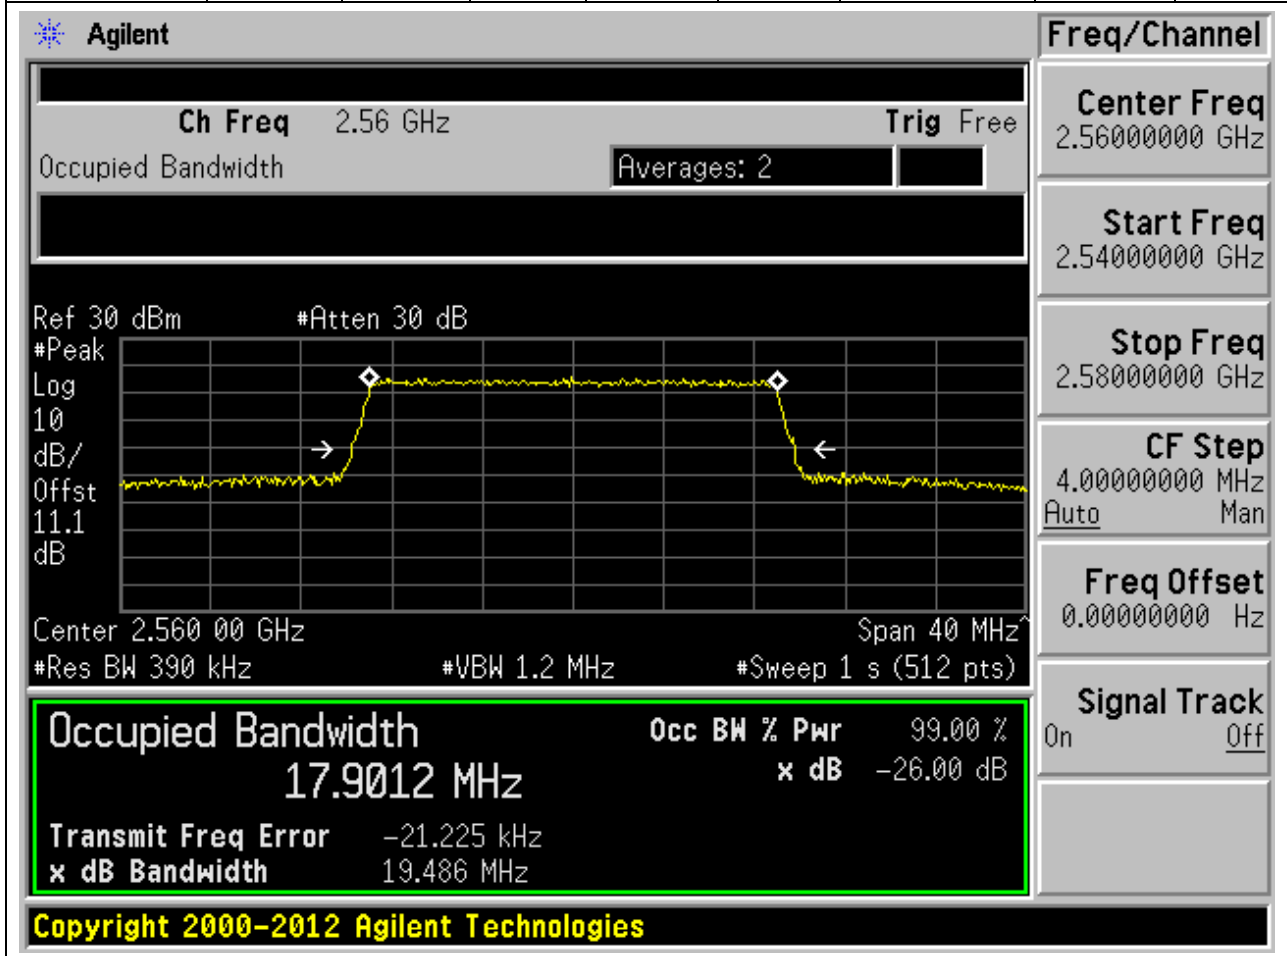 Agilent
Freq/Channel
Ch Freq 2.56 GHz Trig Free
Occupied Bandwidth Averages: 2
Center Freq
2.56000000 GHz
Start Freq
2.54000000 GHz
Stop Freq
2.58000000 GHz
CF Step
4.00000000 MHz
Auto Man
Freq Offset
0.00000000 Hz
Signal Track
On Off
Ref 30 dBm #Atten 30 dB
#Peak
Log
10
dB/
Offst
11.1
dB
Center 2.560 00 GHz Span 40 MHz^
#Res BW 390 kHz #VBW 1.2 MHz #Sweep 1 s (512 pts)
Occupied Bandwidth
17.9012 MHz
Occ BW % Pwr 99.00 %
x dB -26.00 dB
Transmit Freq Error -21.225 kHz
x dB Bandwidth 19.486 MHz
Copyright 2000-2012 Agilent Technologies